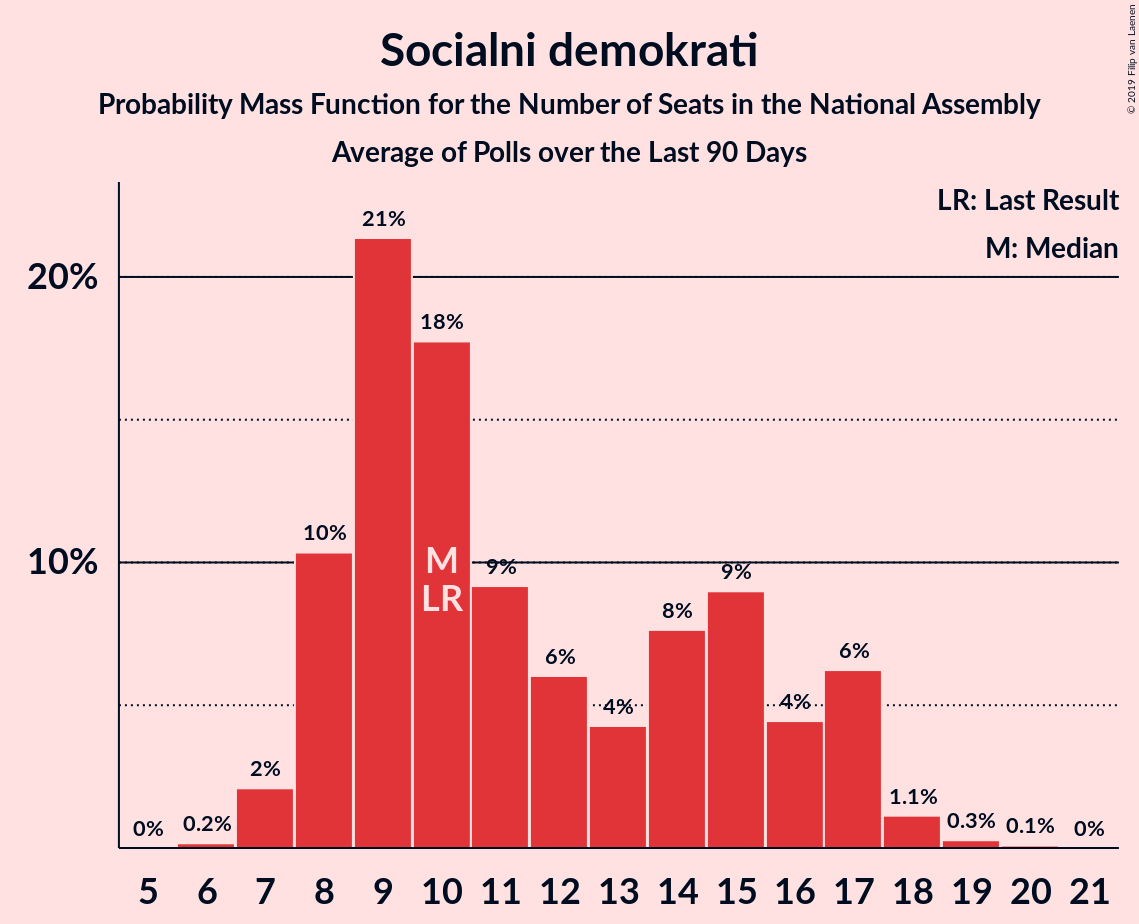 Socialni demokrati
Probability Mass Function for the Number of Seats in the National Assembly
Average of Polls over the Last 90 Days
© 2019 Filip van Laenen
LR: Last Result
M: Median
20%
10%
0%
0.2%
2%
10%
21%
18%
9%
6%
4%
8%
9%
4%
6%
1.1%
0.3%
0.1%
0%
M
LR
5 6 7 8 9 10 11 12 13 14 15 16 17 18 19 20 21